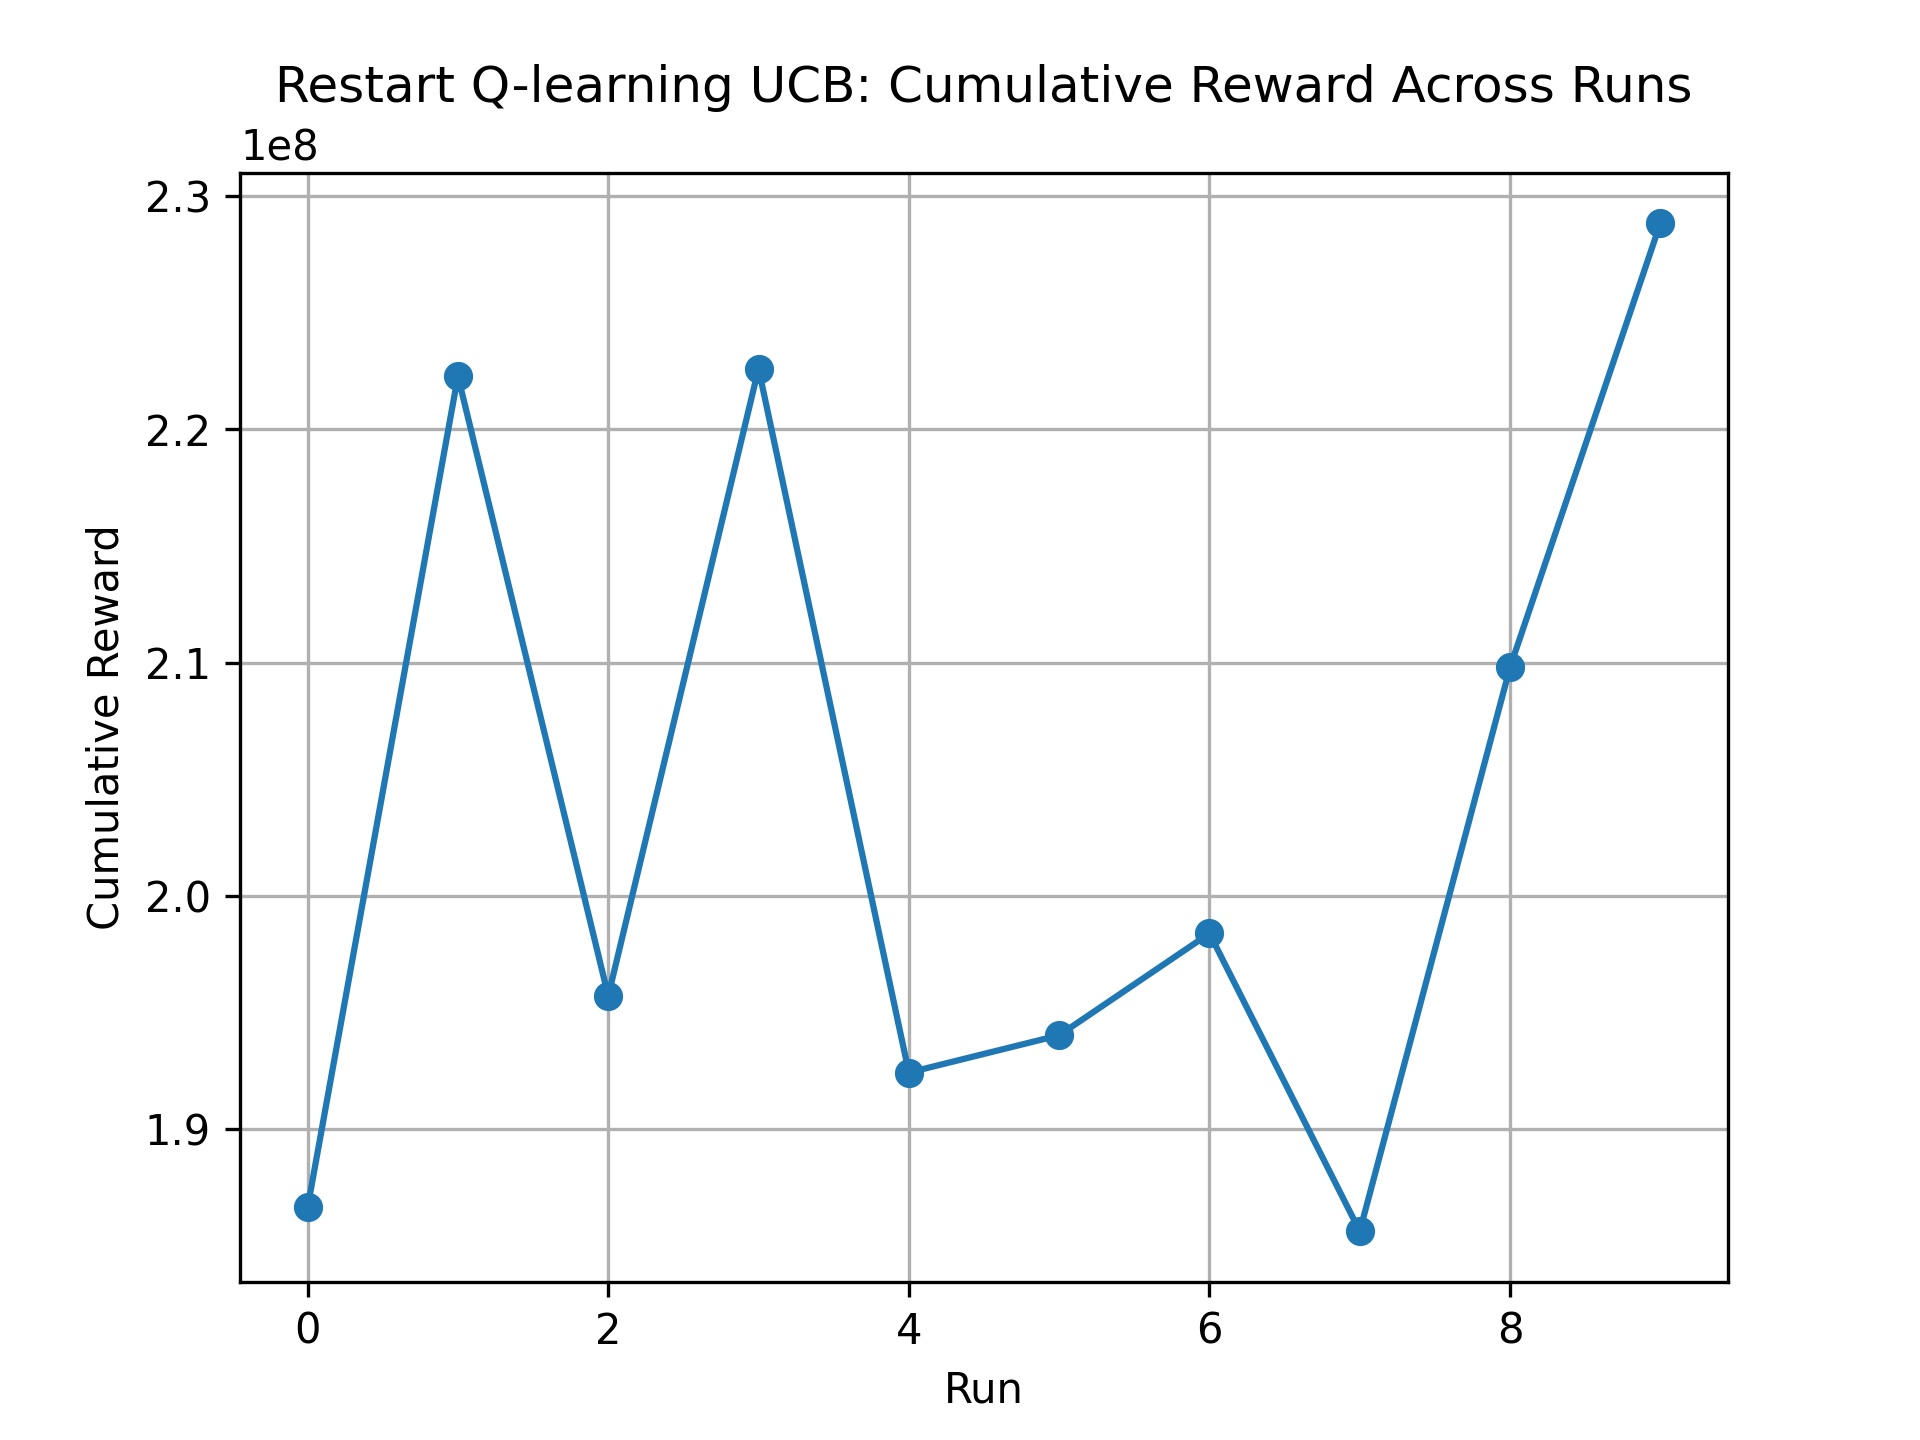 Restart Q-learning UCB: Cumulative Reward Across Runs
1e8
2.3
2.2
2.1
2.0
1.9
Cumulative Reward
0 2 4 6 8
Run